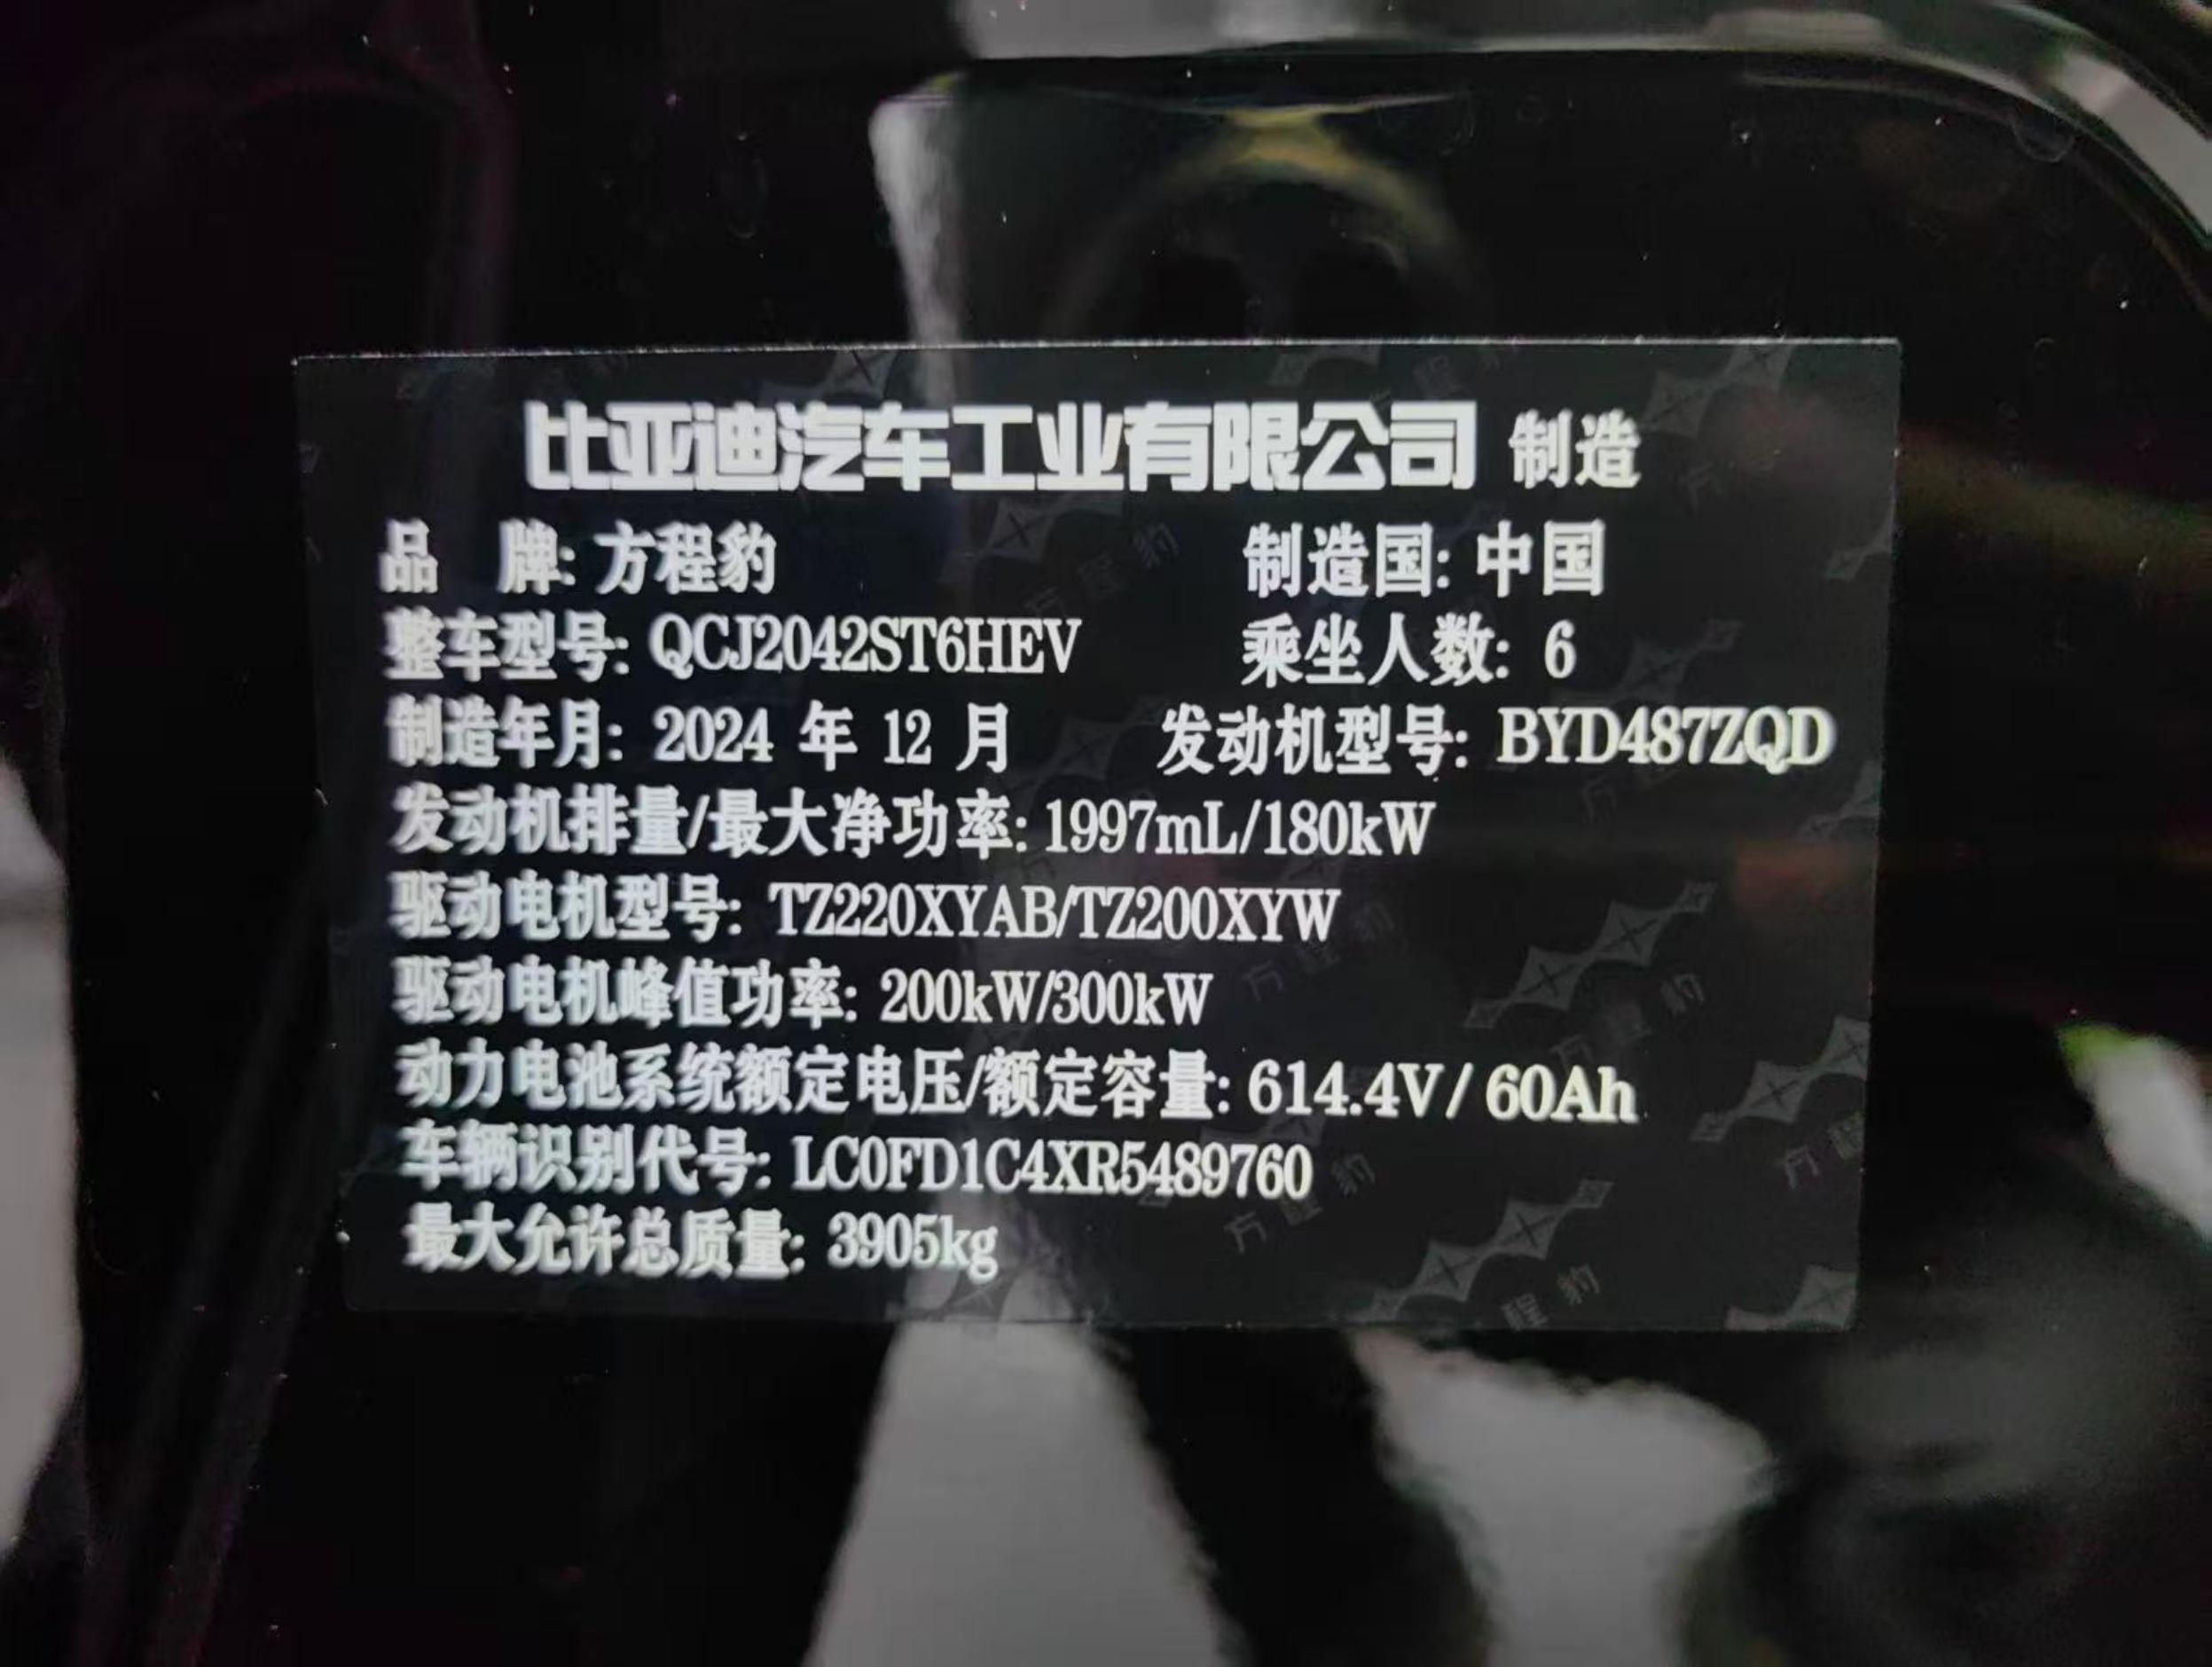 比亚迪汽车工业有限公司 制造
品 牌: 方程豹 制造国: 中国
整车型号: QCJ2042ST6HEV 乘坐人数: 6
制造年月: 2024 年 12 月 发动机型号: BYD487ZQD
发动机排量/最大净功率: 1997mL/180kW
驱动电机型号: TZ220XYAB/TZ200XYW
驱动电机峰值功率: 200kW/300kW
动力电池系统额定电压/额定容量: 614.4V/ 60Ah
车辆识别代号: LC0FD1C4XR5489760
最大允许总质量: 3905kg